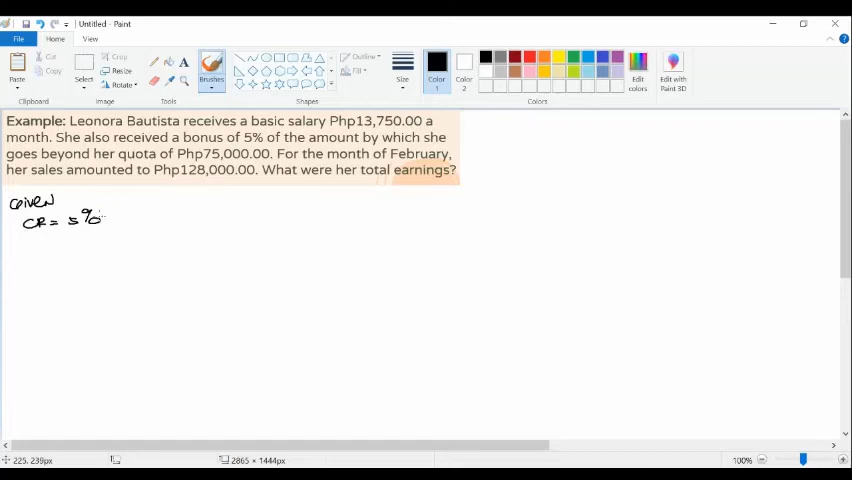 Untitled - Paint
File Home View
Paste Cut Copy Clipboard
Select Crop Resize Rotate Image
Tools
Brushes
Shapes Outline Fill
Size
Color 1 Color 2 Edit colors Colors
Edit with Paint 3D
Example: Leonora Bautista receives a basic salary Php13,750.00 a
month. She also received a bonus of 5% of the amount by which she
goes beyond her quota of Php75,000.00. For the month of February,
her sales amounted to Php128,000.00. What were her total earnings?
Given
CR = 5%
225, 239px 2865 × 1444px 100%